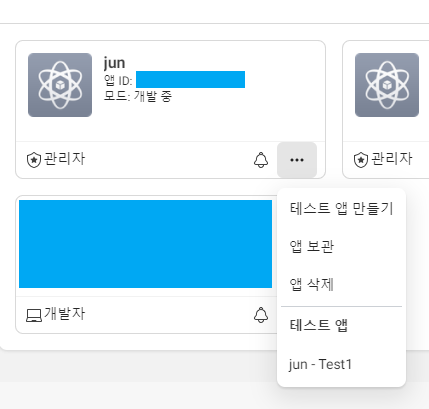 jun
앱 ID:
모드: 개발 중
관리자
관리자
테스트 앱 만들기
앱 보관
앱 삭제
개발자
테스트 앱
jun - Test1